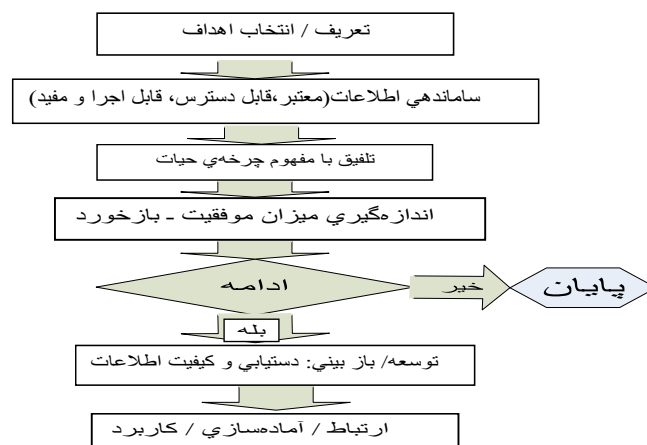 تعريف / انتخاب اهداف
ساماندهي اطلاعات(معتبر،قابل دسترس، قابل اجرا و مفيد)
تلفيق با مفهوم چرخه‌ي حيات
اندازه‌گيري ميزان موفقيت ـ بازخورد
ادامه
خير
پايان
بله
توسعه/ باز بيني: دستيابي و كيفيت اطلاعات
ارتباط / آماده‌سازي / كاربرد